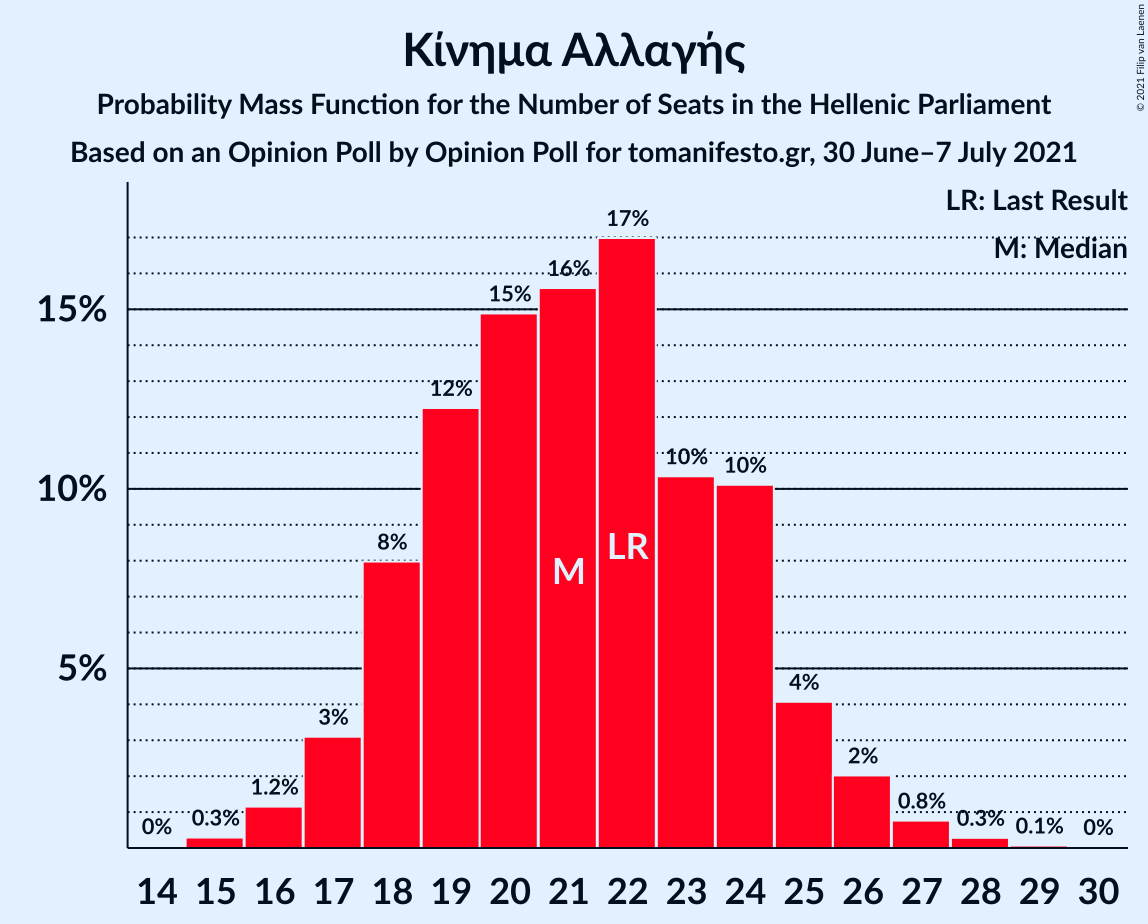 Κίνημα Αλλαγής
Probability Mass Function for the Number of Seats in the Hellenic Parliament
Based on an Opinion Poll by Opinion Poll for tomanifesto.gr, 30 June–7 July 2021
© 2021 Filip van Laenen
LR: Last Result
M: Median
15%
10%
5%
0%
0.3%
1.2%
3%
8%
12%
15%
16%
17%
10%
10%
4%
2%
0.8%
0.3%
0.1%
0%
M
LR
14 15 16 17 18 19 20 21 22 23 24 25 26 27 28 29 30